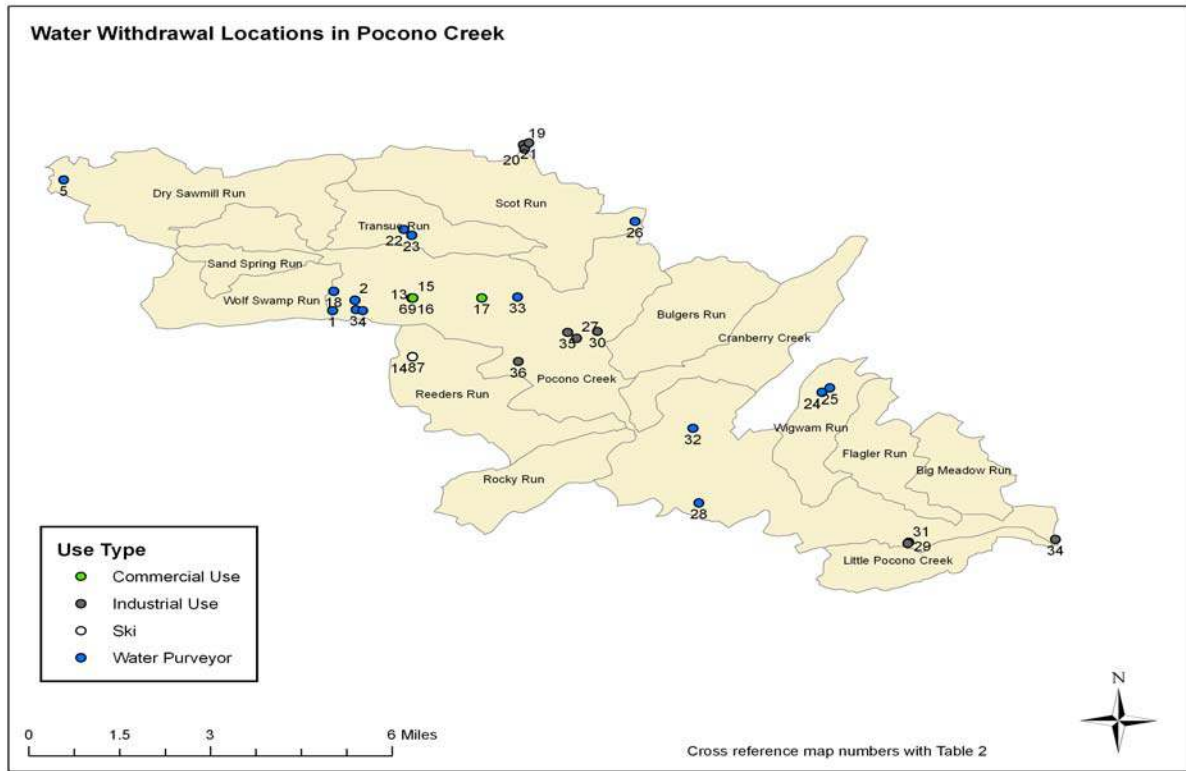 Water Withdrawal Locations in Pocono Creek
19
20
21
5
Dry Sawmill Run
Scot Run
Transue Run
22
23
26
Sand Spring Run
Wolf Swamp Run
18
2
1
34
13
15
6916
17
33
27
35
30
Bulgers Run
Cranberry Creek
1487
36
Pocono Creek
Reeders Run
24
25
Wigwam Run
32
Flagler Run
Big Meadow Run
Rocky Run
28
31
29
34
Little Pocono Creek
Use Type
Commercial Use
Industrial Use
Ski
Water Purveyor
N
0 1.5 3 6 Miles
Cross reference map numbers with Table 2